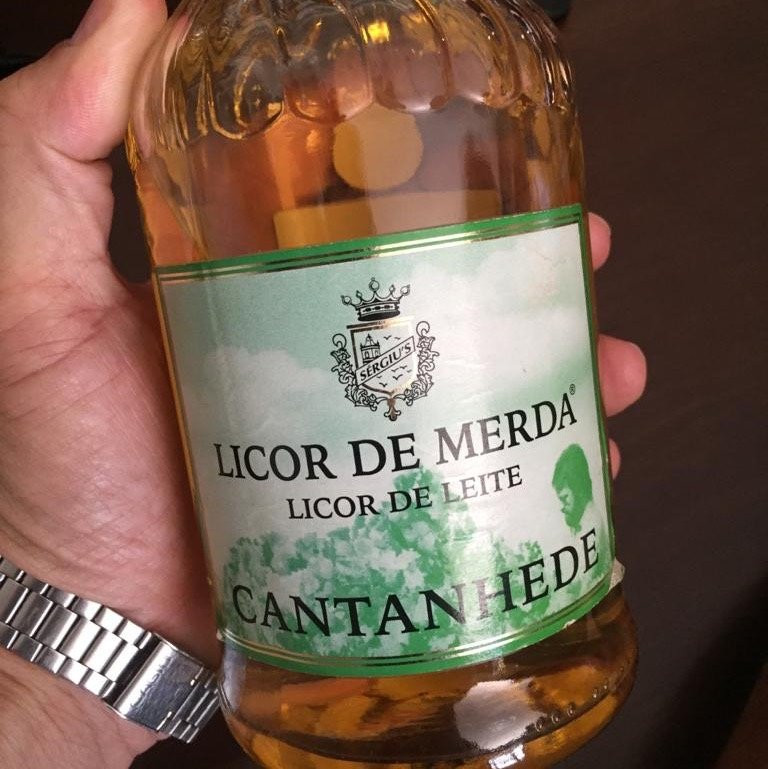 SERGIU'S
LICOR DE MERDA®
LICOR DE LEITE
CANTANHEDE